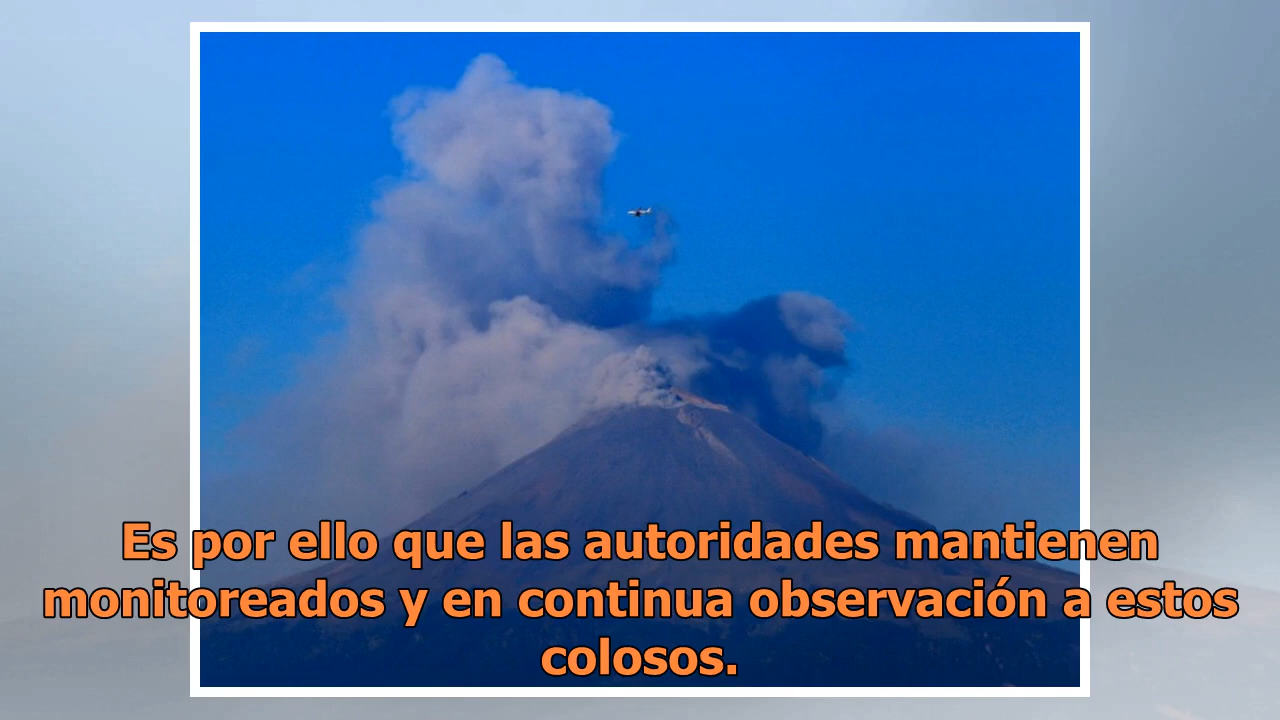 Es por ello que las autoridades mantienen
monitoreados y en continua observación a estos
colosos.